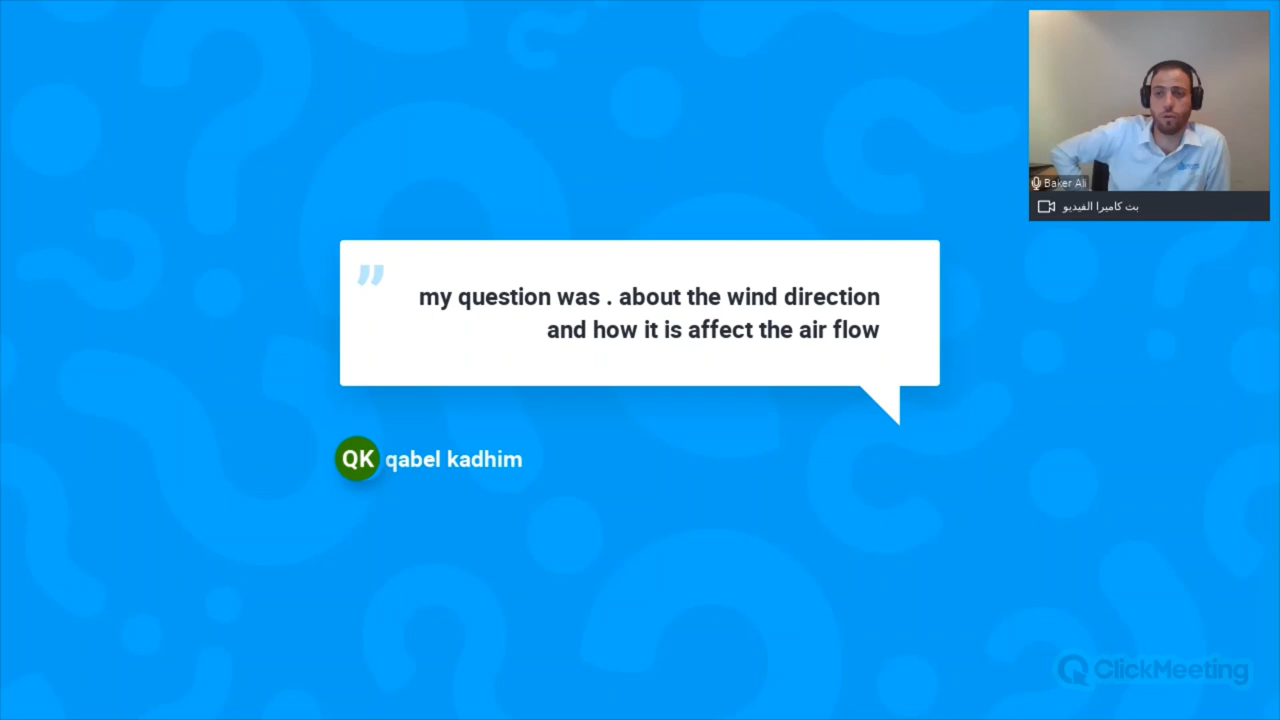 Baker Ali
بث كاميرا الفيديو
my question was . about the wind direction
and how it is affect the air flow
QK qabel kadhim
ClickMeeting